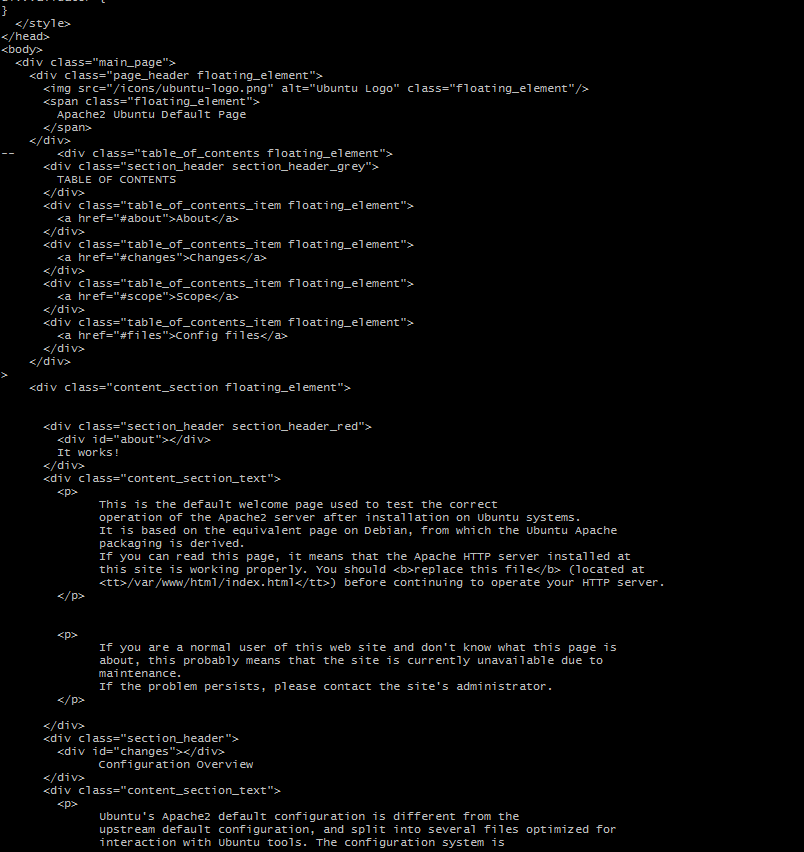 }
</style>
</head>
<body>
<div class="main_page">
<div class="page_header floating_element">
<img src="/icons/ubuntu-logo.png" alt="Ubuntu Logo" class="floating_element"/>
<span class="floating_element">
Apache2 Ubuntu Default Page
</span>
</div>
-- <div class="table_of_contents floating_element">
<div class="section_header section_header_grey">
TABLE OF CONTENTS
</div>
<div class="table_of_contents_item floating_element">
<a href="#about">About</a>
</div>
<div class="table_of_contents_item floating_element">
<a href="#changes">Changes</a>
</div>
<div class="table_of_contents_item floating_element">
<a href="#scope">Scope</a>
</div>
<div class="table_of_contents_item floating_element">
<a href="#files">Config files</a>
</div>
</div>
>
<div class="content_section floating_element">
<div class="section_header section_header_red">
<div id="about"></div>
It works!
</div>
<div class="content_section_text">
<p>
This is the default welcome page used to test the correct
operation of the Apache2 server after installation on Ubuntu systems.
It is based on the equivalent page on Debian, from which the Ubuntu Apache
packaging is derived.
If you can read this page, it means that the Apache HTTP server installed at
this site is working properly. You should <b>replace this file</b> (located at
<tt>/var/www/html/index.html</tt>) before continuing to operate your HTTP server.
</p>
<p>
If you are a normal user of this web site and don't know what this page is
about, this probably means that the site is currently unavailable due to
maintenance.
If the problem persists, please contact the site's administrator.
</p>
</div>
<div class="section_header">
<div id="changes"></div>
Configuration Overview
</div>
<div class="content_section_text">
<p>
Ubuntu's Apache2 default configuration is different from the
upstream default configuration, and split into several files optimized for
interaction with Ubuntu tools. The configuration system is